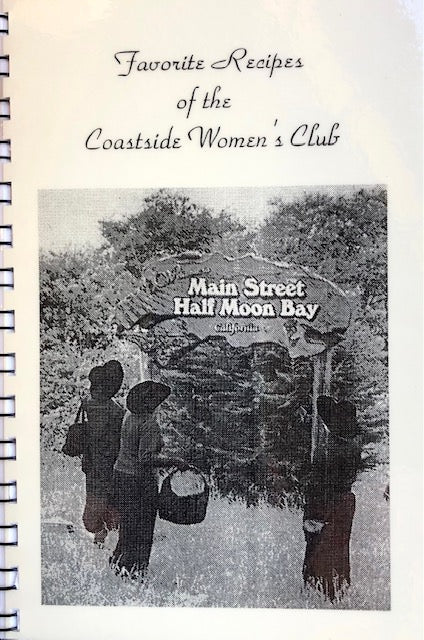 Favorite Recipes
of the
Coastside Women's Club
Main Street
Half Moon Bay
California